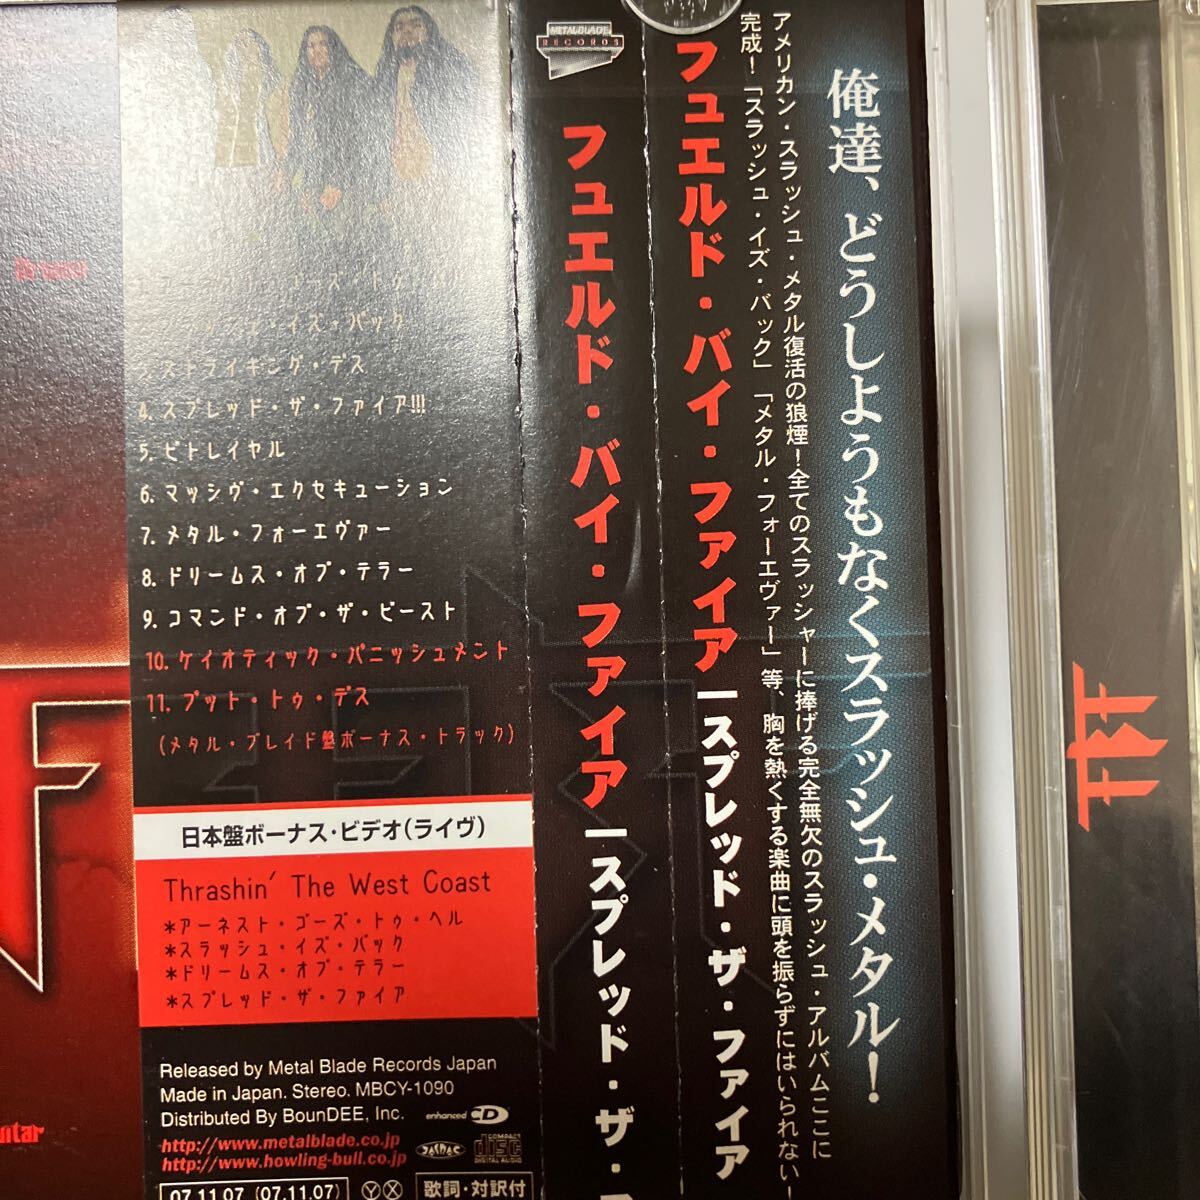 俺達、どうしようもなくスラッシュ・メタル!
アメリカン・スラッシュ・メタル復活の狼煙!全てのスラッシャーに捧げる完全無欠のスラッシュ・アルバムここに
完成!「スラッシュ・イズ・バック」「メタル・フォーエヴァー」等、胸を熱くする楽曲に頭を振らずにはいられない!
フュエルド・バイ・ファイア|スプレッド・ザ・ファイア
METAL BLADE
RECORDS
フュエルド・バイ・ファイア|スプレッド・ザ・
イズ・バック
3. ストライキング・デス
4. スプレッド・ザ・ファイア!!!
5. ビトレイヤル
6. マッシヴ・エクセキューション
7. メタル・フォーエヴァー
8. ドリームス・オブ・テラー
9. コマンド・オブ・ザ・ビースト
10. ケイオティック・パニッシュメント
11. プット・トゥ・デス
(メタル・ブレイド盤ボーナス・トラック)
日本盤ボーナス・ビデオ(ライヴ)
Thrashin' The West Coast
*アーネスト・ゴーズ・トゥ・ヘル
*スラッシュ・イズ・バック
*ドリームス・オブ・テラー
*スプレッド・ザ・ファイア
Released by Metal Blade Records Japan
Made in Japan. Stereo. MBCY-1090
Distributed By BounDEE, Inc. enhanced CD
http://www.metalblade.co.jp
http://www.howling-bull.co.jp
JASRAC
COMPACT
disc
DIGITAL AUDIO
07.11.07 (07.11.07) Ⓨ Ⓧ 歌詞・対訳付
FBF